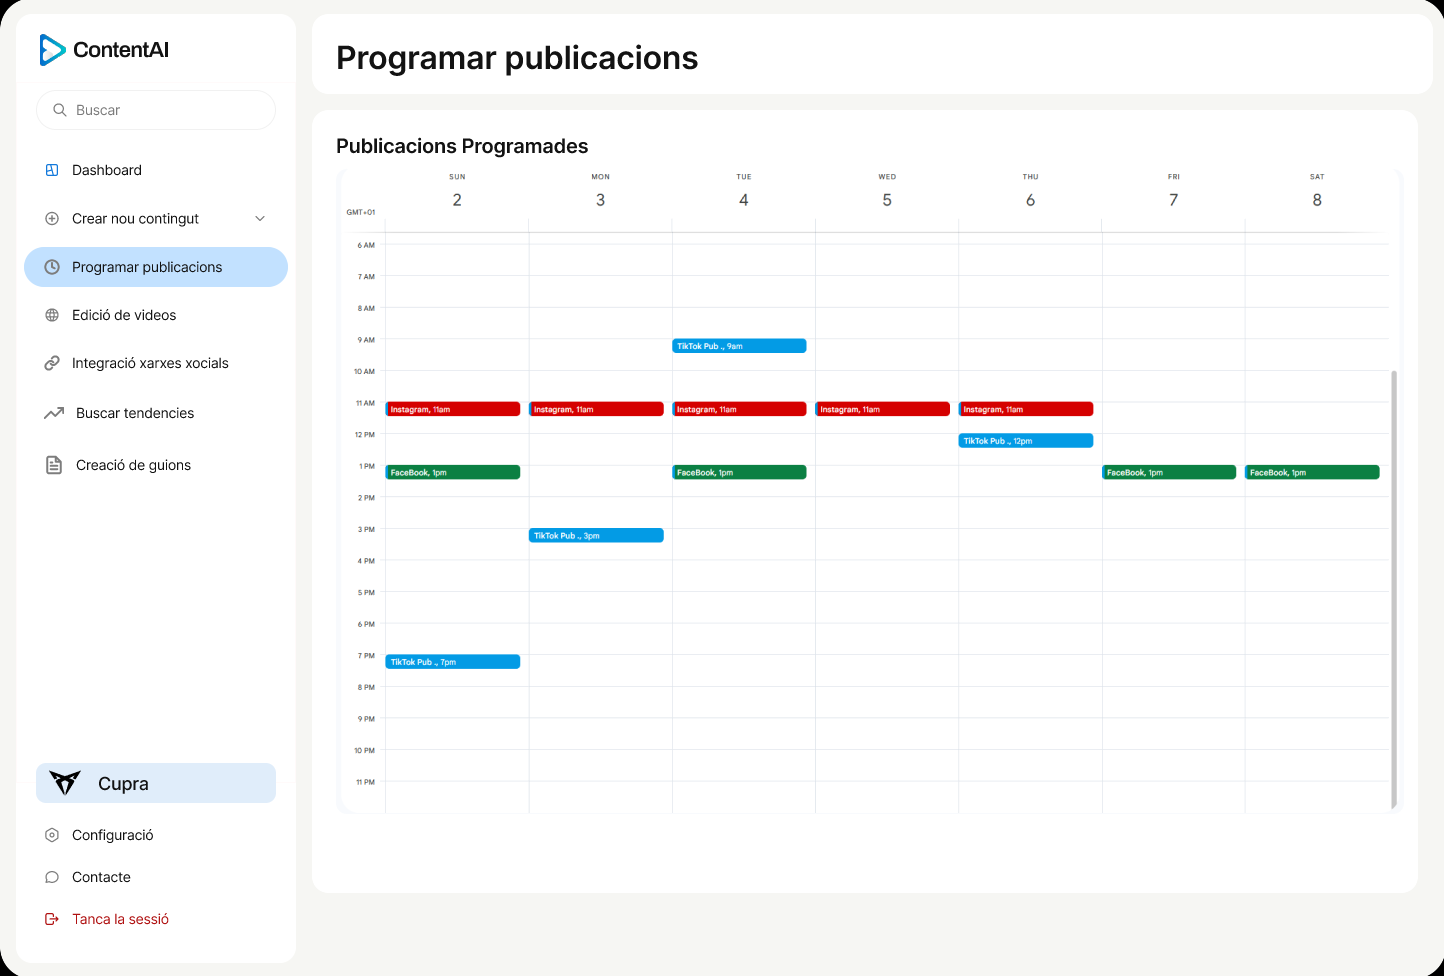 ContentAI
Buscar
Dashboard
Crear nou contingut
Programar publicacions
Edició de videos
Integració xarxes xocials
Buscar tendencies
Creació de guions
Cupra
Configuració
Contacte
Tanca la sessió
Programar publicacions
Publicacions Programades
SUN MON TUE WED THU FRI SAT
2 3 4 5 6 7 8
GMT+01
6 AM
7 AM
8 AM
9 AM
TikTok Pub ., 9am
10 AM
11 AM
Instagram, 11am Instagram, 11am Instagram, 11am Instagram, 11am Instagram, 11am
12 PM
TikTok Pub ., 12pm
1 PM
FaceBook, 1pm FaceBook, 1pm FaceBook, 1pm FaceBook, 1pm
2 PM
3 PM
TikTok Pub ., 3pm
4 PM
5 PM
6 PM
7 PM
TikTok Pub ., 7pm
8 PM
9 PM
10 PM
11 PM